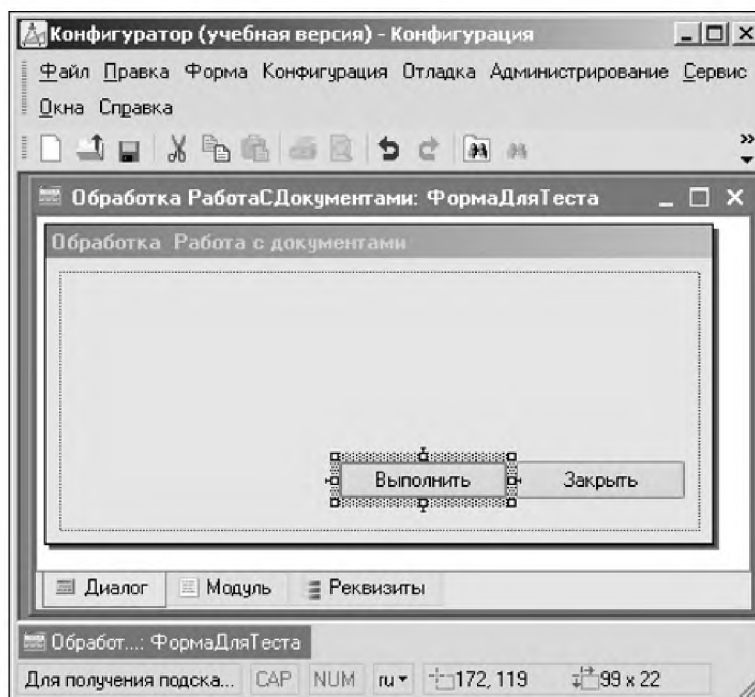 Конфигуратор (учебная версия) - Конфигурация
Файл Правка Форма Конфигурация Отладка Администрирование Сервис
Окна Справка
Обработка РаботаСДокументами: ФормаДляТеста
Обработка Работа с документами
Выполнить Закрыть
Диалог Модуль Реквизиты
Обработ...: ФормаДляТеста
Для получения подска... CAP NUM ru 172, 119 99 x 22